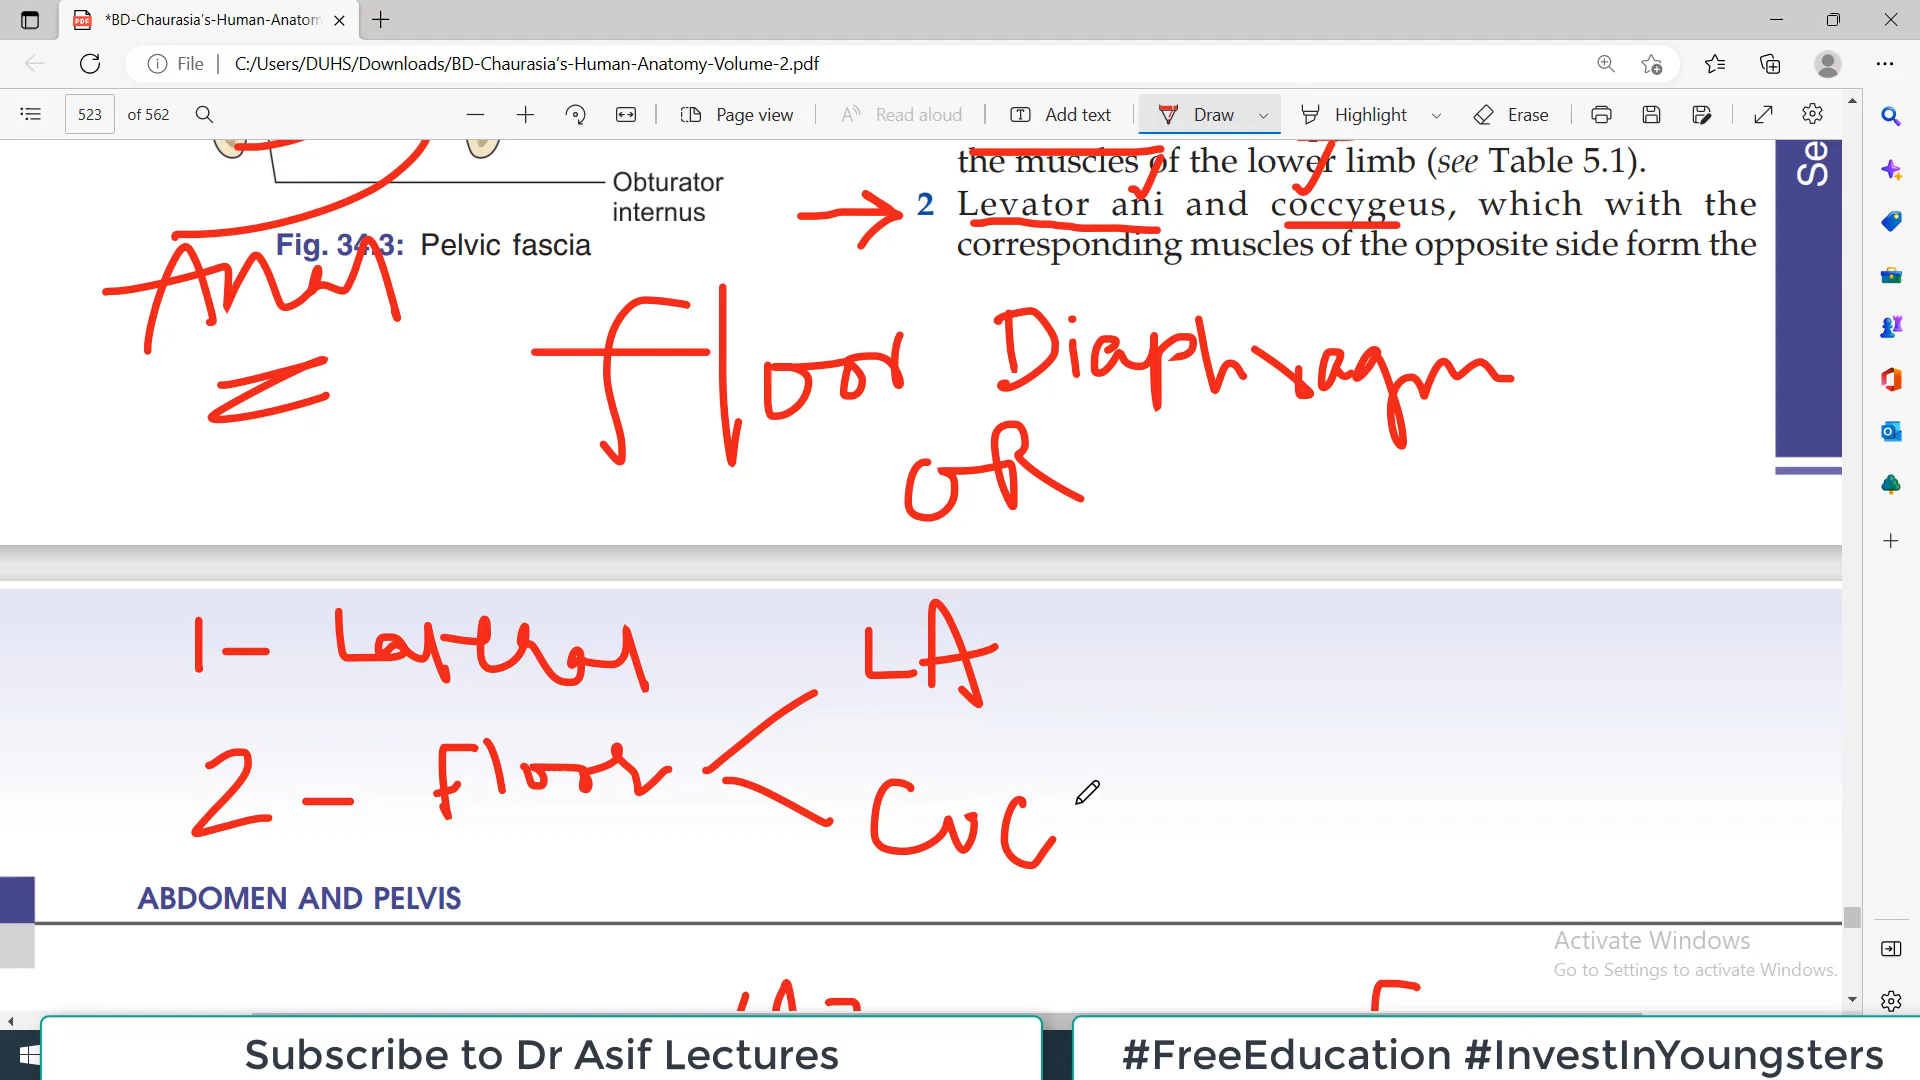 *BD-Chaurasia's-Human-Anatom
File
C:/Users/DUHS/Downloads/BD-Chaurasia's-Human-Anatomy-Volume-2.pdf
523 of 562
Page view
Read aloud
Add text
Draw
Highlight
Erase
the muscles of the lower limb (see Table 5.1).
Se
Obturator
internus
2 Levator ani and coccygeus, which with the
corresponding muscles of the opposite side form the
Fig. 34.3: Pelvic fascia
Floor Diaphragm
OR
1- Lateral LA
2 - Floor Coc
ABDOMEN AND PELVIS
Activate Windows
Go to Settings to activate Windows.
Subscribe to Dr Asif Lectures
#FreeEducation #InvestInYoungsters